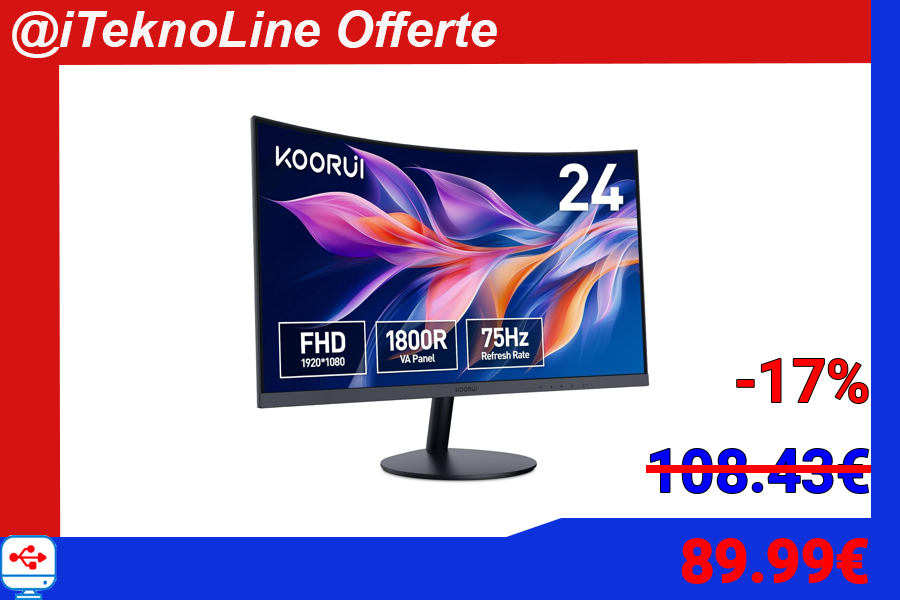 @iTeknoLine Offerte
KOORUI
24
FHD
1920*1080
1800R
VA Panel
75Hz
Refresh Rate
KOORUI
-17%
108.43€
89.99€